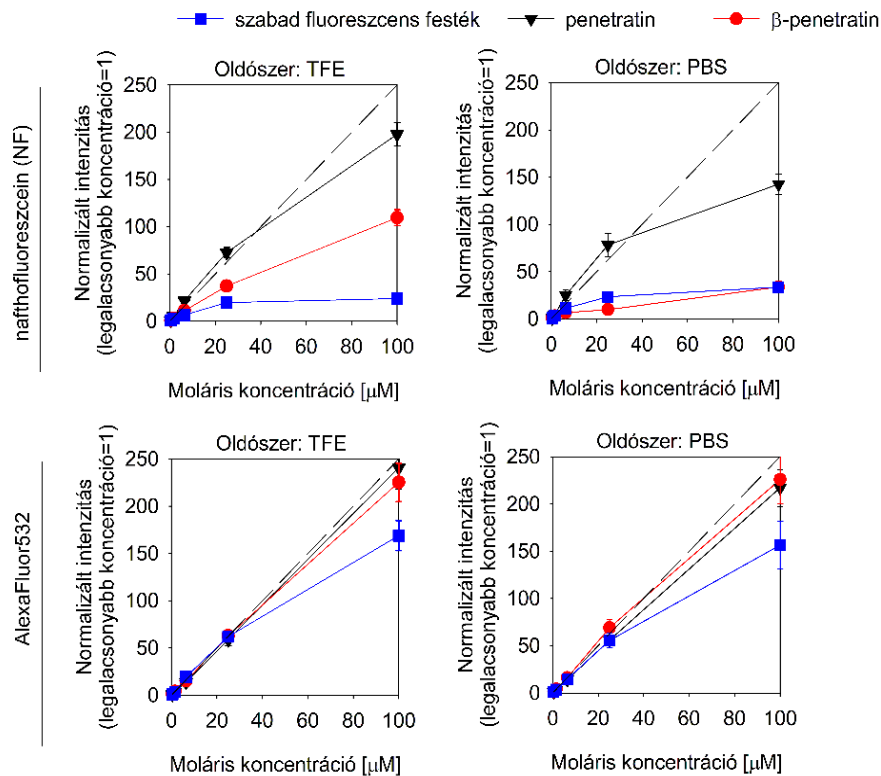 szabad fluoreszcens festék penetratin β-penetratin
nafthofluoreszcein (NF)
Oldószer: TFE
Normalizált intenzitás
(legalacsonyabb koncentráció=1)
250
200
150
100
50
0
0 20 40 60 80 100
Moláris koncentráció [μM]
Oldószer: PBS
Normalizált intenzitás
(legalacsonyabb koncentráció=1)
250
200
150
100
50
0
0 20 40 60 80 100
Moláris koncentráció [μM]
AlexaFluor532
Oldószer: TFE
Normalizált intenzitás
(legalacsonyabb koncentráció=1)
250
200
150
100
50
0
0 20 40 60 80 100
Moláris koncentráció [μM]
Oldószer: PBS
Normalizált intenzitás
(legalacsonyabb koncentráció=1)
250
200
150
100
50
0
0 20 40 60 80 100
Moláris koncentráció [μM]